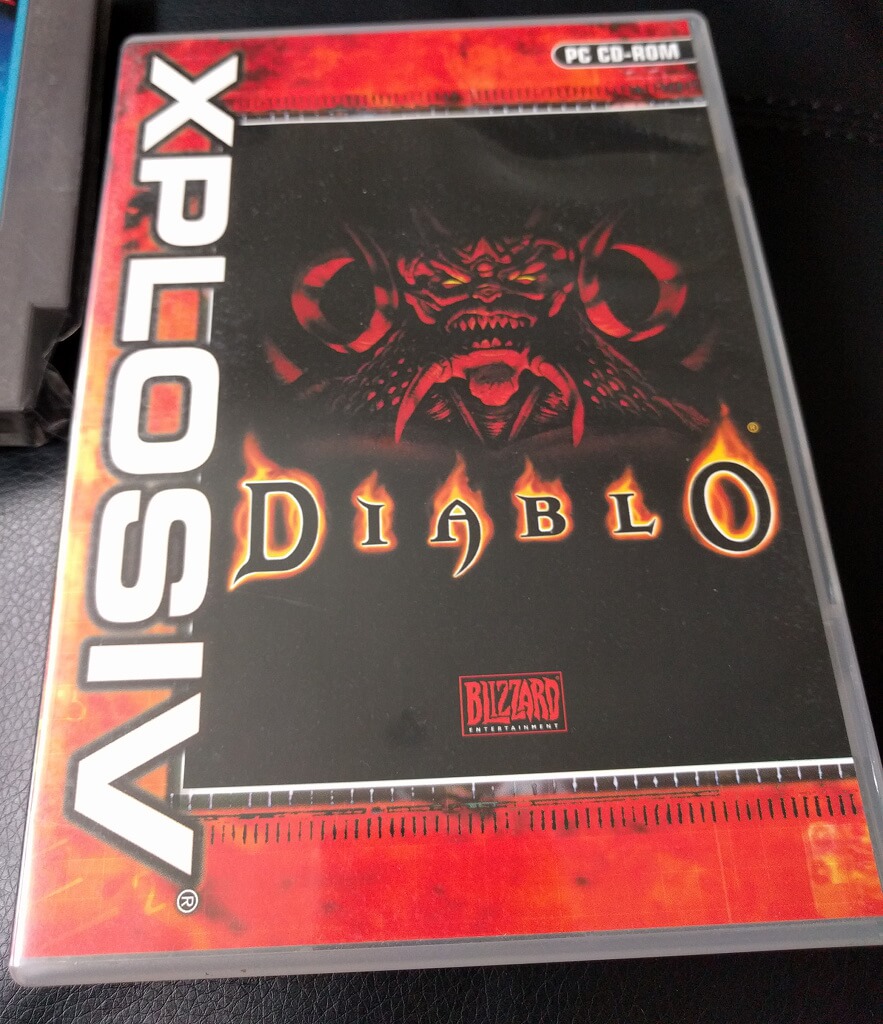 PC CD-ROM
XPLOSIV®
DIABLO®
BLIZZARD®
ENTERTAINMENT